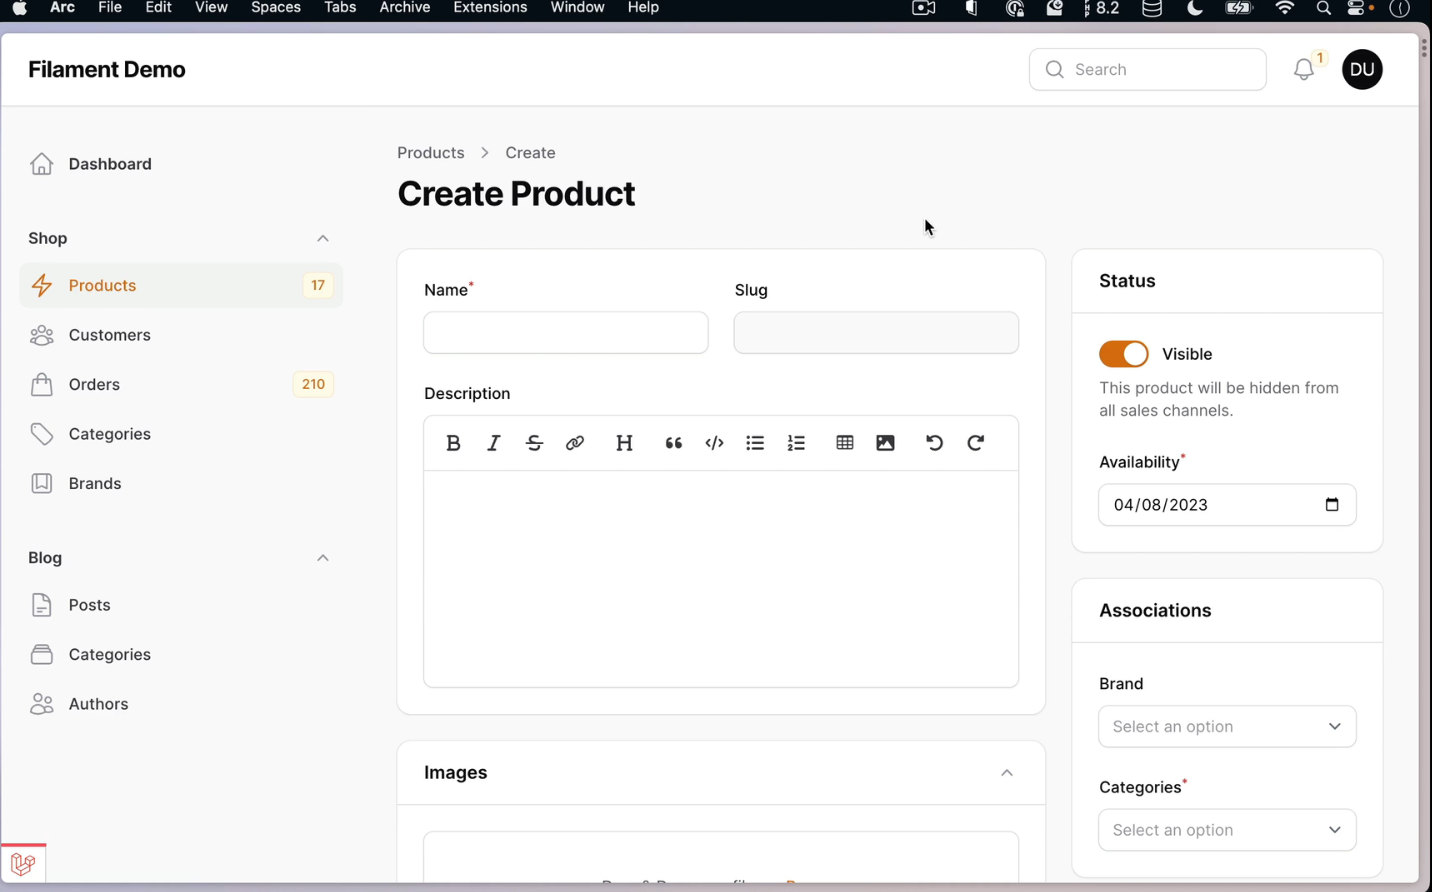 Arc File Edit View Spaces Tabs Archive Extensions Window Help 8.2
Filament Demo
Search
1
DU
Dashboard
Products > Create
Create Product
Shop
Products 17
Customers
Orders 210
Categories
Brands
Blog
Posts
Categories
Authors
Name*
Slug
Description
B I S H
Images
Status
Visible
This product will be hidden from
all sales channels.
Availability*
04/08/2023
Associations
Brand
Select an option
Categories*
Select an option